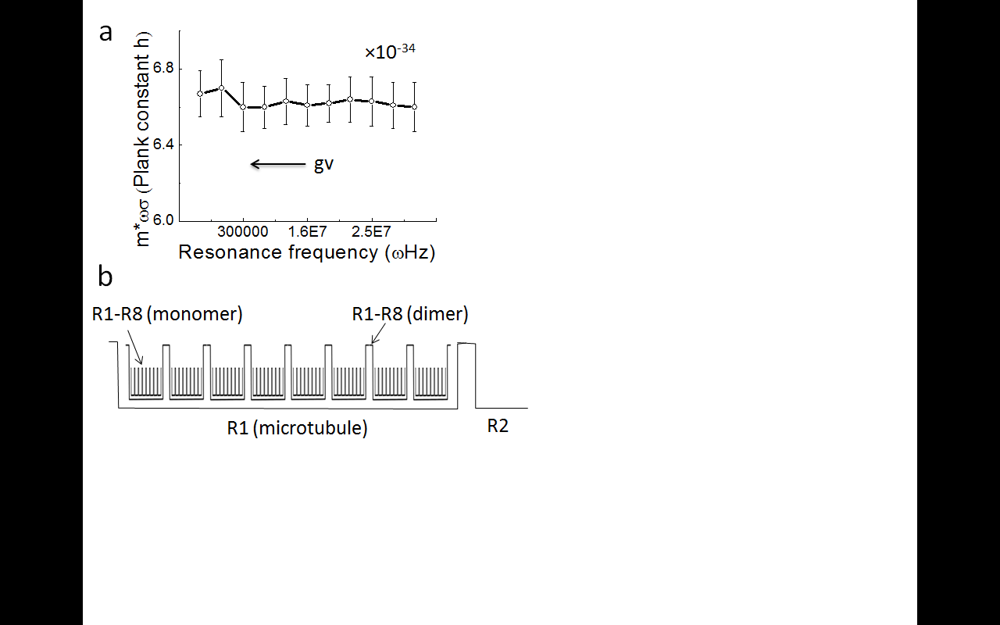 a
×10-34
m*ωσ (Plank constant h)
6.8
6.4
6.0
gv
300000 1.6E7 2.5E7
Resonance frequency (ωHz)
b
R1-R8 (monomer) R1-R8 (dimer)
R1 (microtubule) R2